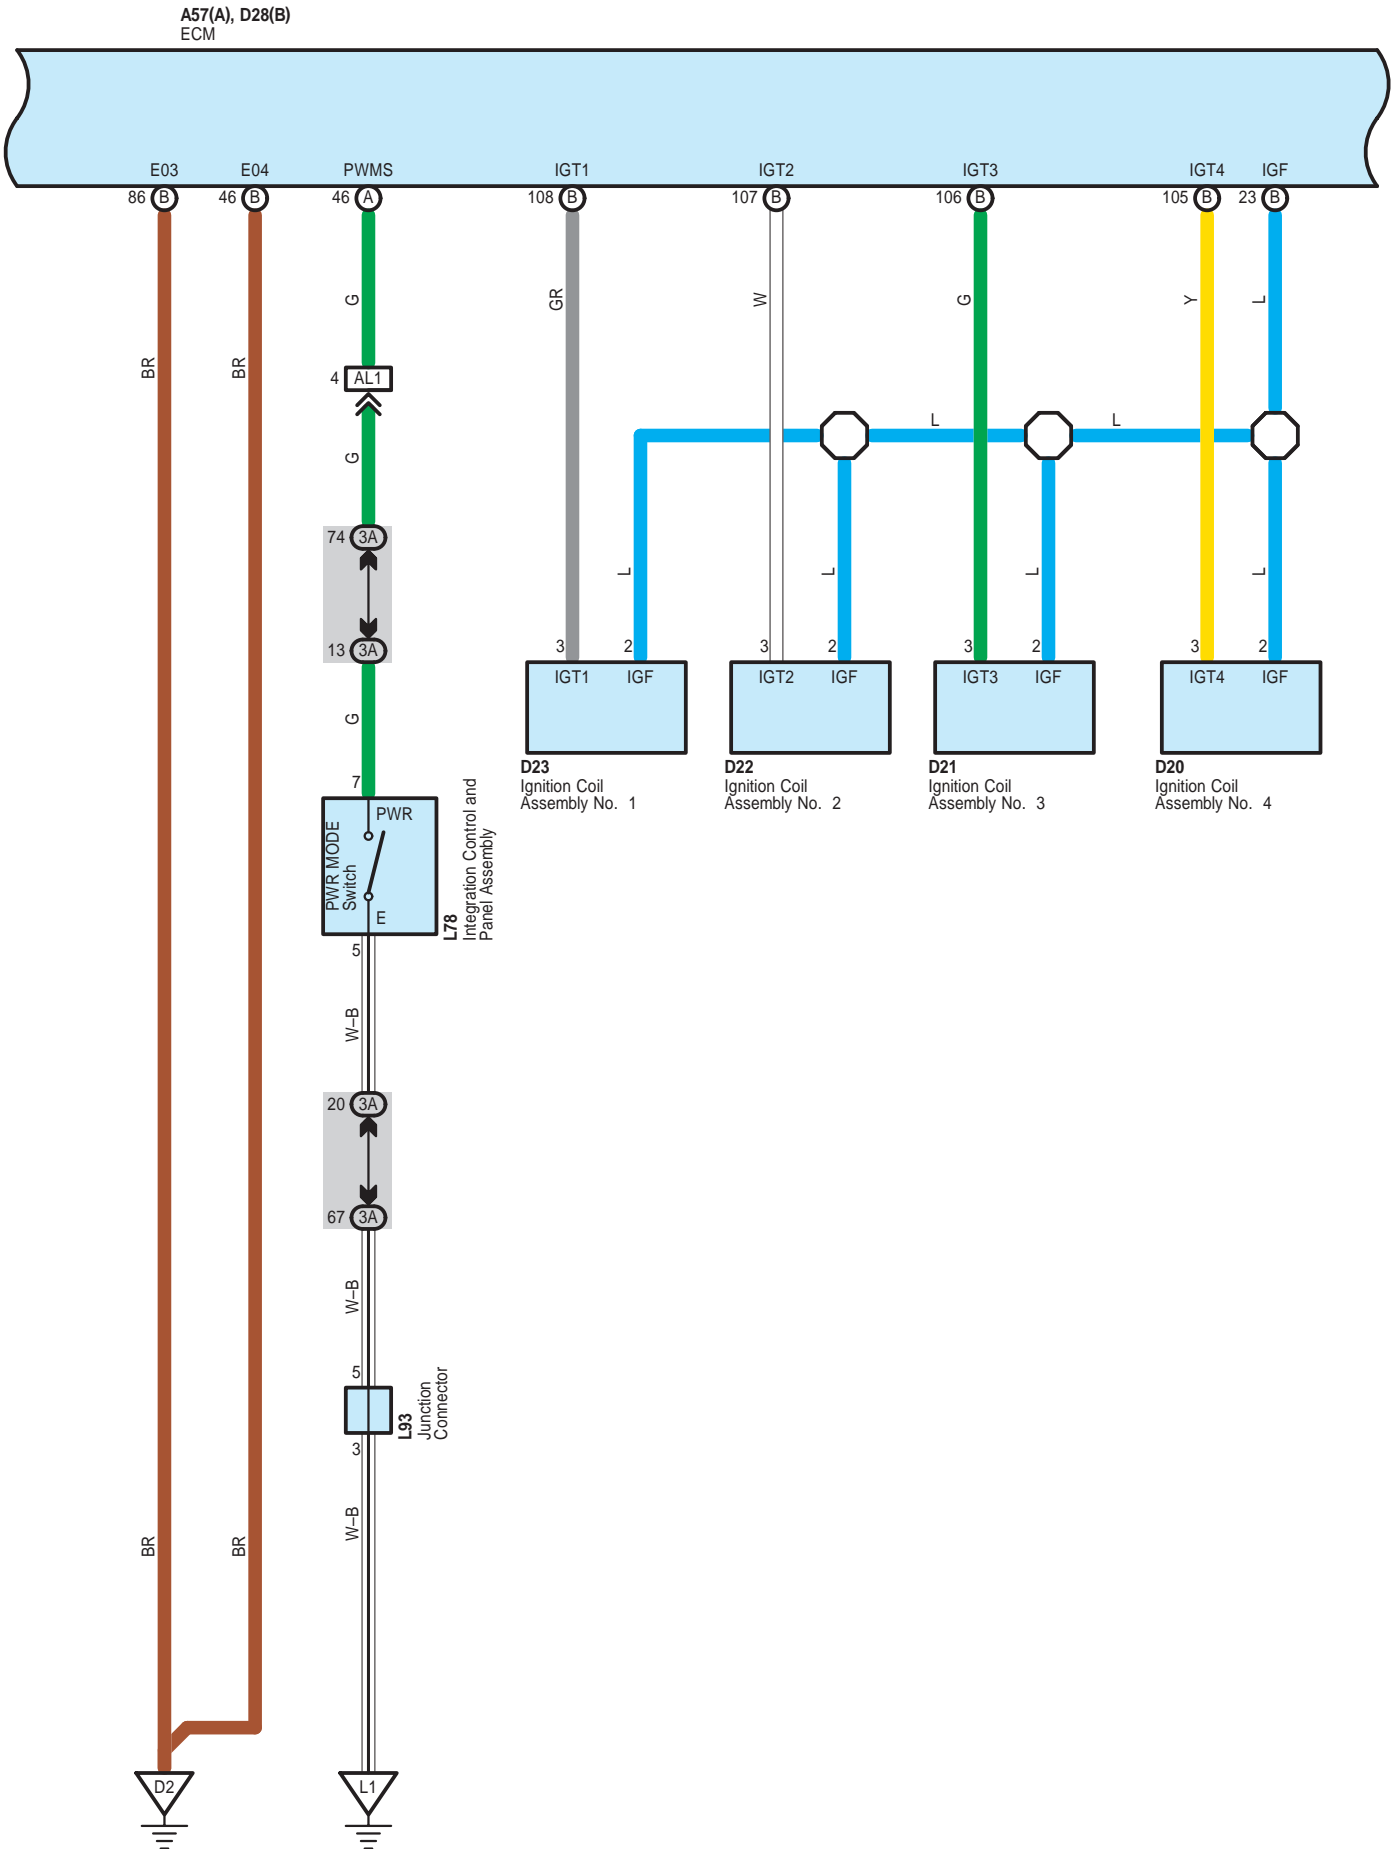 A57(A), D28(B)
ECM
E03 E04 PWMS IGT1 IGT2 IGT3 IGT4 IGF
86 B 46 B 46 A 108 B 107 B 106 B 105 B 23 B
G GR W G Y L
BR BR
4 AL1
L L
G
74 3A
L L L L
13 3A
3 2 3 2 3 2 3 2
IGT1 IGF IGT2 IGF IGT3 IGF IGT4 IGF
G
D23
Ignition Coil
Assembly No. 1
D22
Ignition Coil
Assembly No. 2
D21
Ignition Coil
Assembly No. 3
D20
Ignition Coil
Assembly No. 4
7
PWR
PWR MODE
Switch
E
L78
Integration Control and
Panel Assembly
5
W–B
20 3A
67 3A
W–B
5
L93
Junction
Connector
3
W–B
BR BR
D2 L1